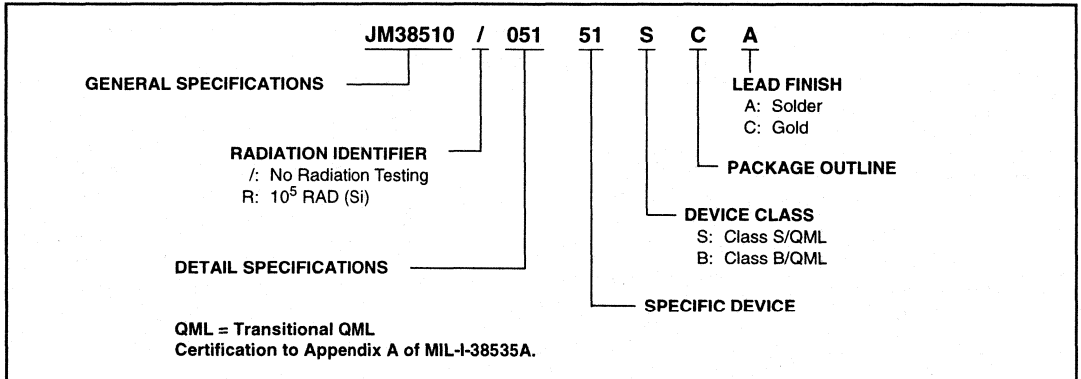 JM38510 / 051 51 S C A
GENERAL SPECIFICATIONS
LEAD FINISH
A: Solder
C: Gold
RADIATION IDENTIFIER
/: No Radiation Testing
R: 10⁵ RAD (Si)
PACKAGE OUTLINE
DEVICE CLASS
S: Class S/QML
B: Class B/QML
DETAIL SPECIFICATIONS
SPECIFIC DEVICE
QML = Transitional QML
Certification to Appendix A of MIL-I-38535A.